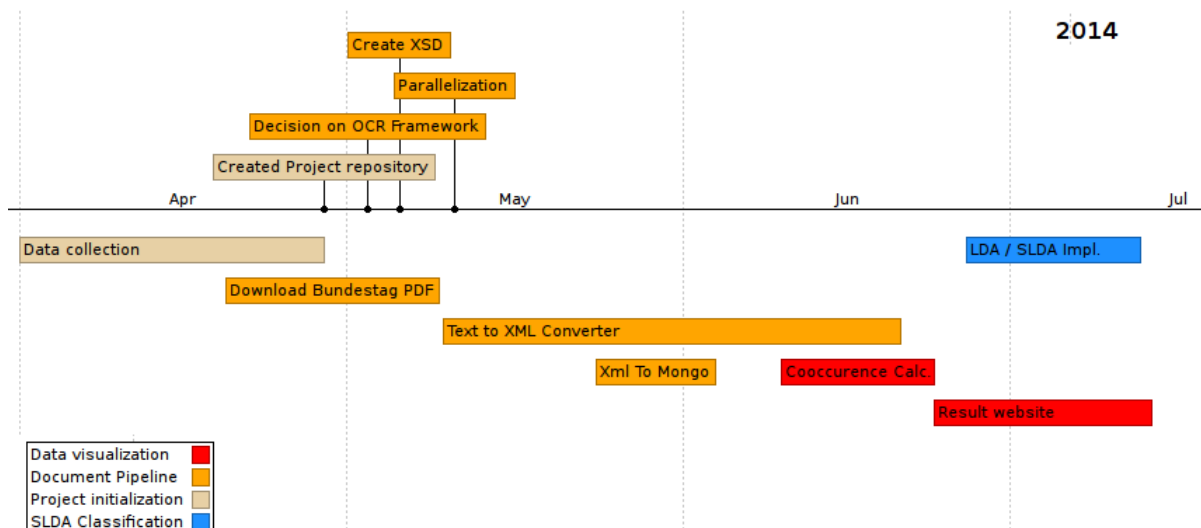 2014
Create XSD
Parallelization
Decision on OCR Framework
Created Project repository
Apr May Jun Jul
Data collection LDA / SLDA Impl.
Download Bundestag PDF
Text to XML Converter
Xml To Mongo Cooccurence Calc.
Result website
Data visualization
Document Pipeline
Project initialization
SLDA Classification